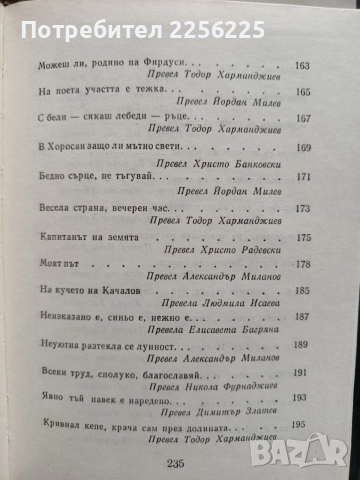 Потребител 2256225
Можеш ли, родино на Фирдуси. . . . . . 163
Превел Тодор Харманджиев
На поета участта е тежка. . . . . . . 165
Превел Йордан Милев
С бели — сякаш лебеди — ръце. . . . . 167
Превел Тодор Харманджиев
В Хоросан защо ли мътно свети. . . . . 169
Превел Христо Банковски
Бедно сърце, не тъгувай. . . . . . . 171
Превел Йордан Милев
Весела страна, вечерен час. . . . . . 173
Превел Тодор Харманджиев
Капитанът на земята . . . . . . . . 175
Превел Христо Радевски
Моят път . . . . . . . . . . . 178
Превел Александър Миланов
На кучето на Качалов . . . . . . . 185
Превела Людмила Исаева
Неизказано е, синьо е, нежно е. . . . . 187
Превела Елисавета Багряна
Неуютна разтекла се лунност. . . . . . 189
Превел Александър Миланов
Всеки труд, сполуко, благославяй. . . . . 191
Превел Никола Фурнаджиев
Явно тъй навек е наредено. . . . . . . 193
Превел Димитър Златев
Кривнал кепе, крача сам през долината. . . 195
Превел Тодор Харманджиев
235
bazar